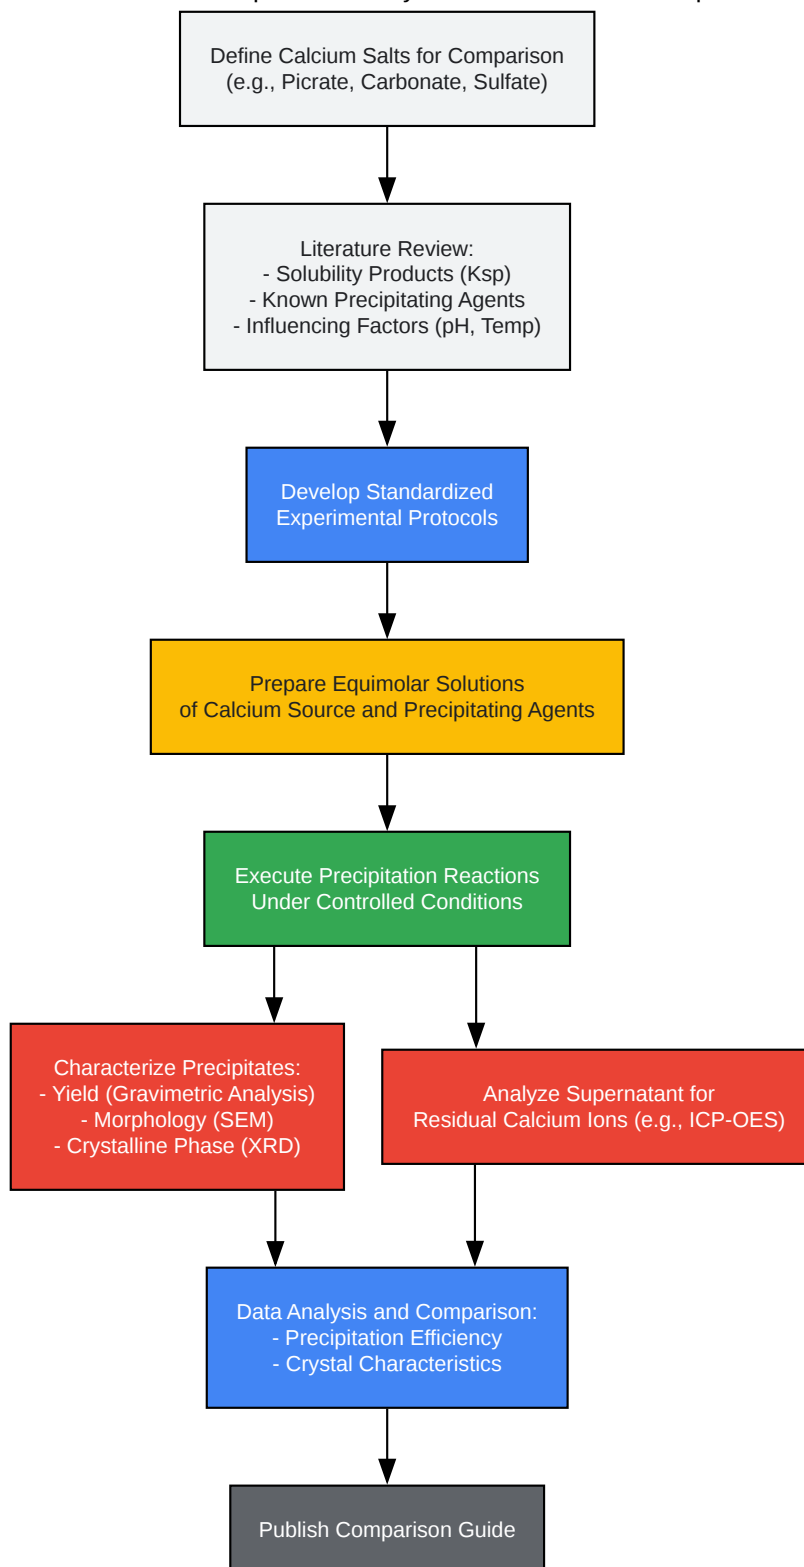 Define Calcium Salts for Comparison
(e.g., Picrate, Carbonate, Sulfate)
Literature Review:
- Solubility Products (Ksp)
- Known Precipitating Agents
- Influencing Factors (pH, Temp)
Develop Standardized
Experimental Protocols
Prepare Equimolar Solutions
of Calcium Source and Precipitating Agents
Execute Precipitation Reactions
Under Controlled Conditions
Characterize Precipitates:
- Yield (Gravimetric Analysis)
- Morphology (SEM)
- Crystalline Phase (XRD)
Analyze Supernatant for
Residual Calcium Ions (e.g., ICP-OES)
Data Analysis and Comparison:
- Precipitation Efficiency
- Crystal Characteristics
Publish Comparison Guide